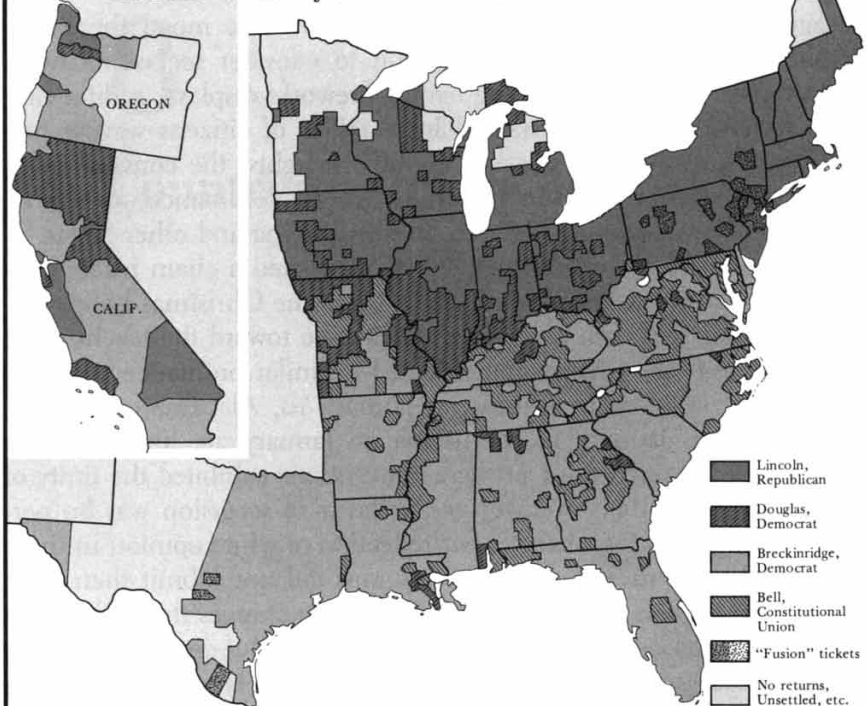 OREGON
CALIF.
Lincoln,
Republican
Douglas,
Democrat
Breckinridge,
Democrat
Bell,
Constitutional
Union
"Fusion" tickets
No returns,
Unsettled, etc.